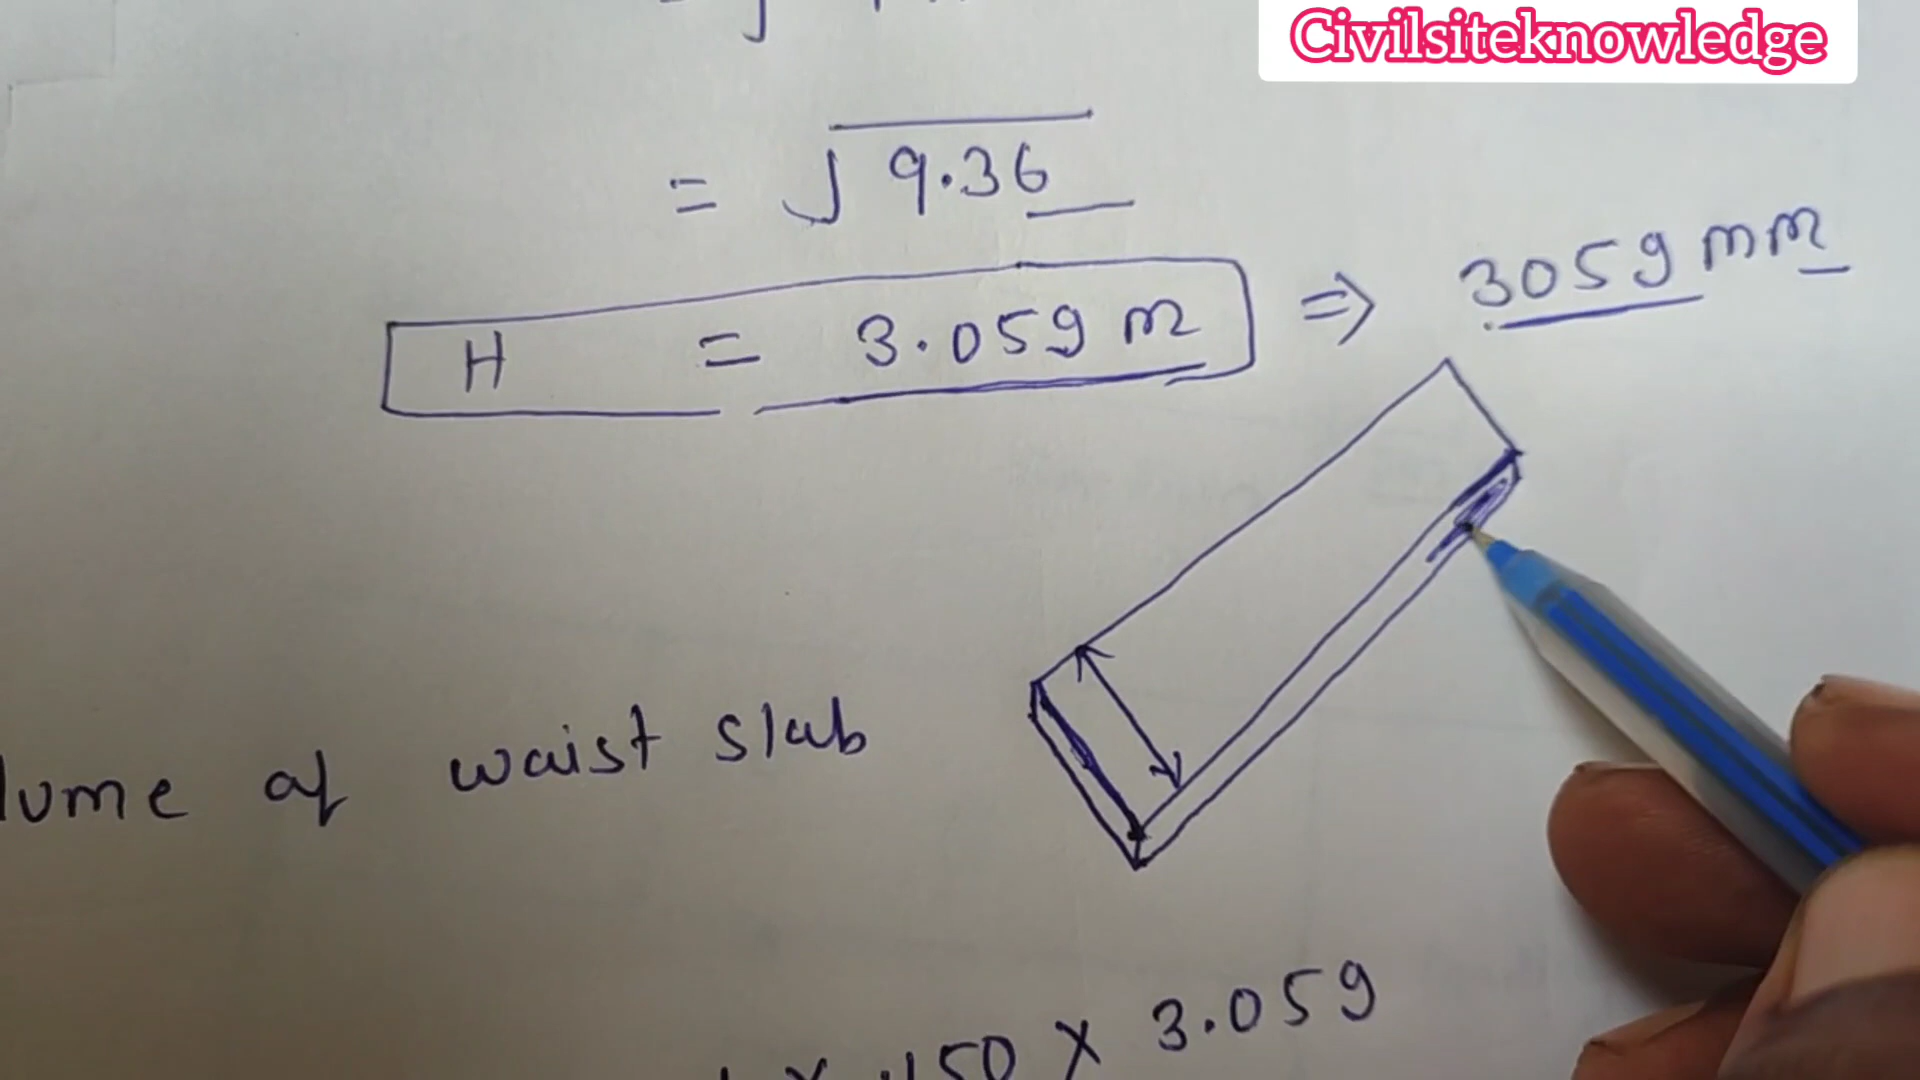 Civilsiteknowledge
= √9.36
H = 3.059 m ⇒ 3059 mm
lume of waist slab
x .150 x 3.059